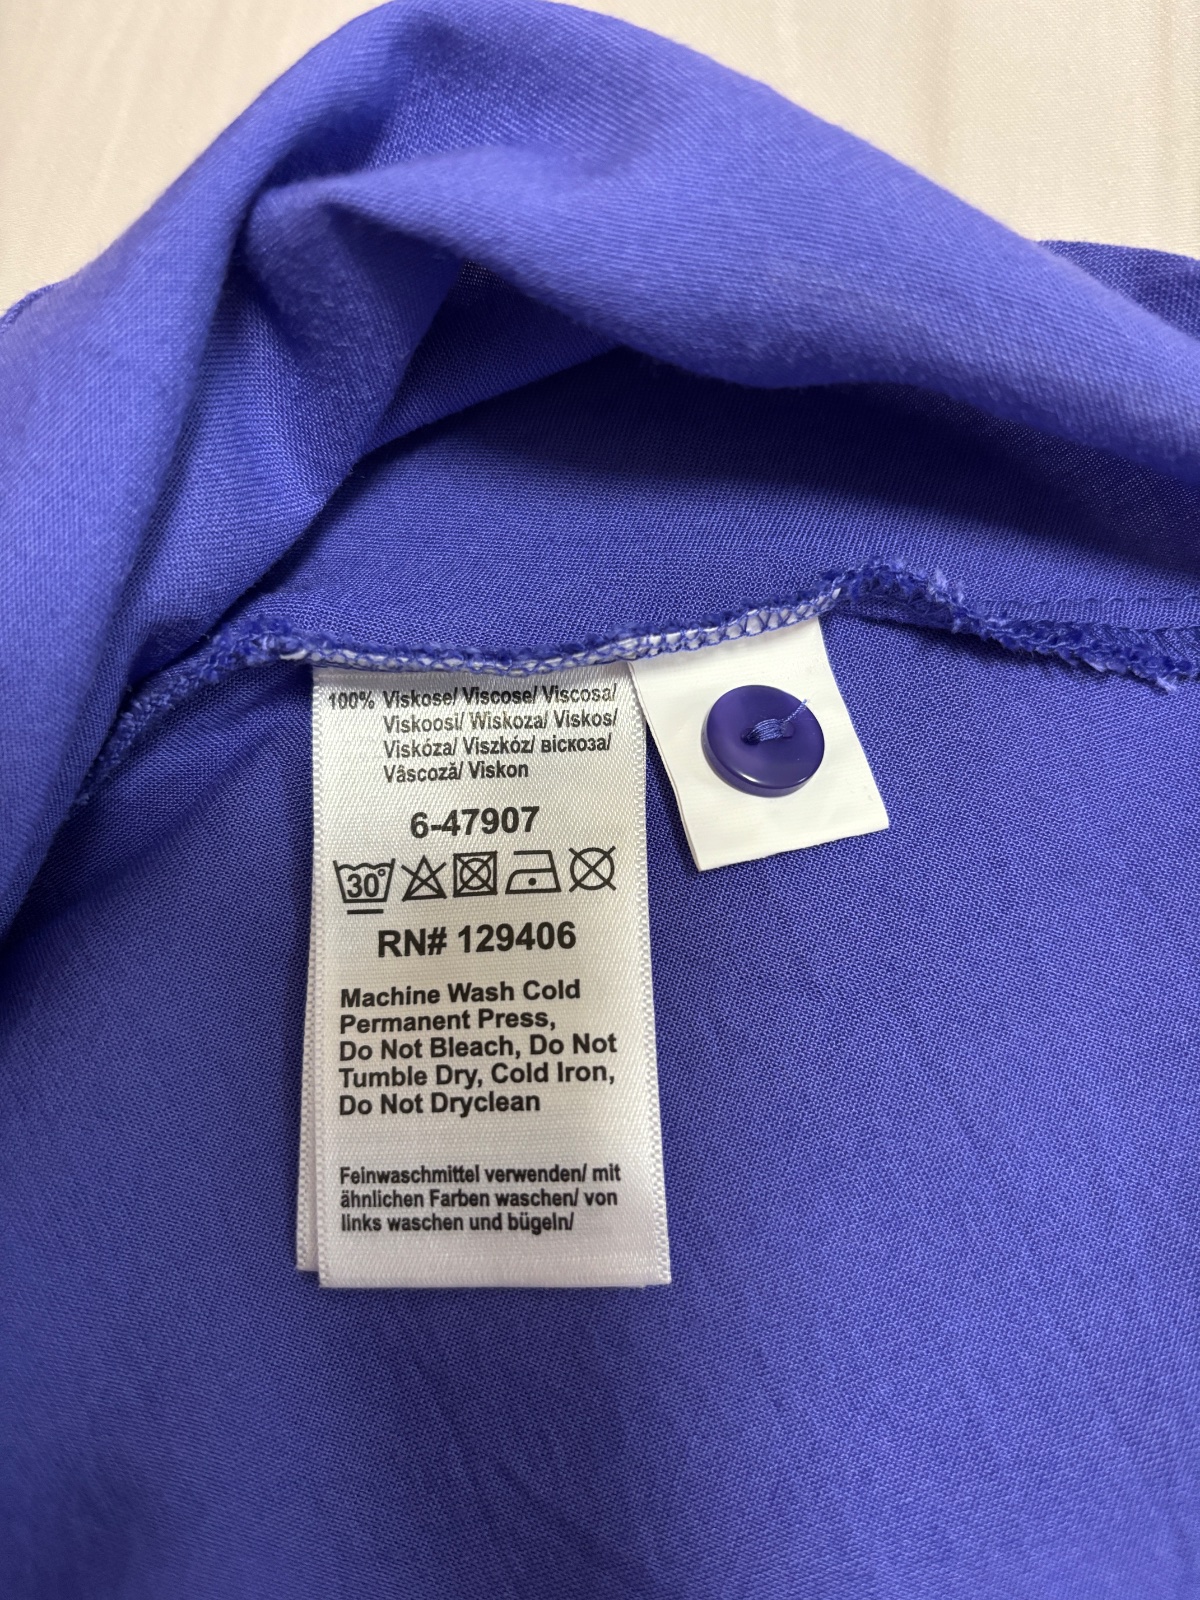 100% Viskose/ Viscose/ Viscosa/
Viskoosi/ Wiskoza/ Viskos/
Viskóza/ Viszkóz/ віскоза/
Vâscoză/ Viskon
6-47907
30°
RN# 129406
Machine Wash Cold
Permanent Press,
Do Not Bleach, Do Not
Tumble Dry, Cold Iron,
Do Not Dryclean
Feinwaschmittel verwenden/ mit
ähnlichen Farben waschen/ von
links waschen und bügeln/